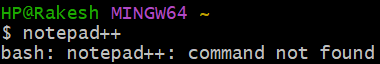 HP@Rakesh MINGW64 ~
$ notepad++
bash: notepad++: command not found